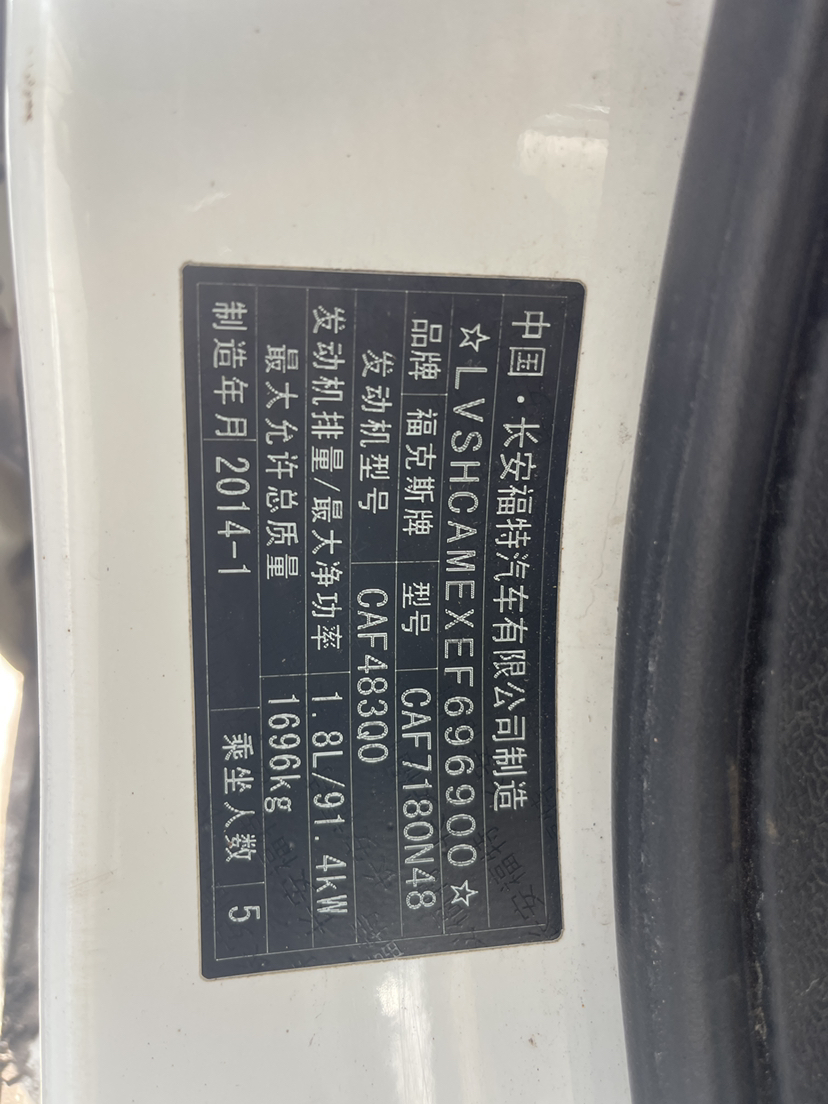 中国·长安福特汽车有限公司制造
☆LVSHCAMEXEF696900☆
品牌 福克斯牌 型号 CAF7180N48
发动机型号 CAF483Q0
发动机排量/最大净功率 1.8L/91.4kW
最大允许总质量 1696kg
制造年月 2014-1 乘坐人数 5